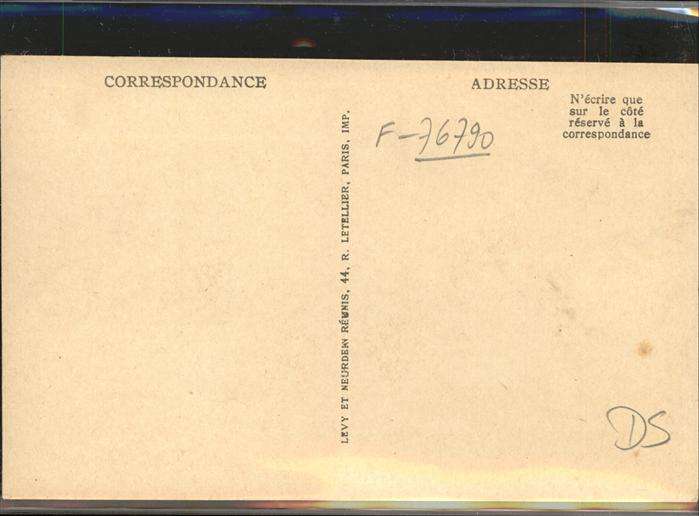 CORRESPONDANCE
ADRESSE
N'écrire que
sur le côté
réservé à la
correspondance
F-76790
LEVY ET NEURDEIN RÉUNIS, 44, R. LETELLIER, PARIS, IMP.
DS